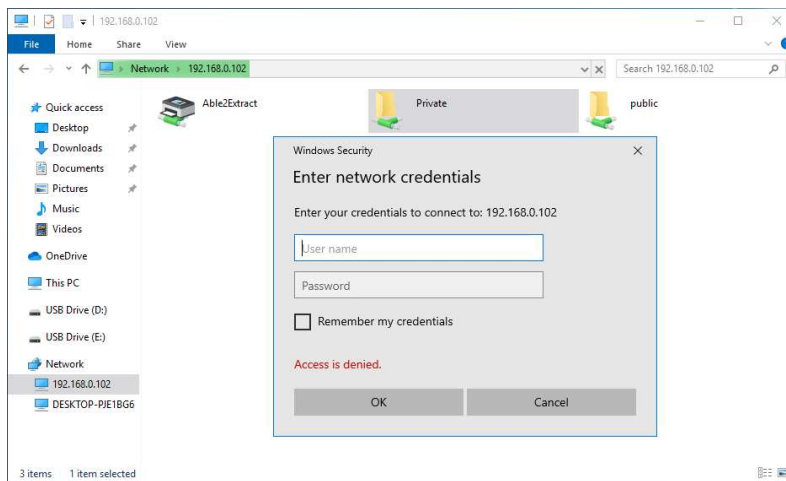 192.168.0.102
File Home Share View
Network 192.168.0.102
Search 192.168.0.102
Quick access
Desktop
Downloads
Documents
Pictures
Music
Videos
OneDrive
This PC
USB Drive (D:)
USB Drive (E:)
Network
192.168.0.102
DESKTOP-PJE1BG6
Able2Extract
Private
public
Windows Security
Enter network credentials
Enter your credentials to connect to: 192.168.0.102
User name
Password
Remember my credentials
Access is denied.
OK Cancel
3 items 1 item selected